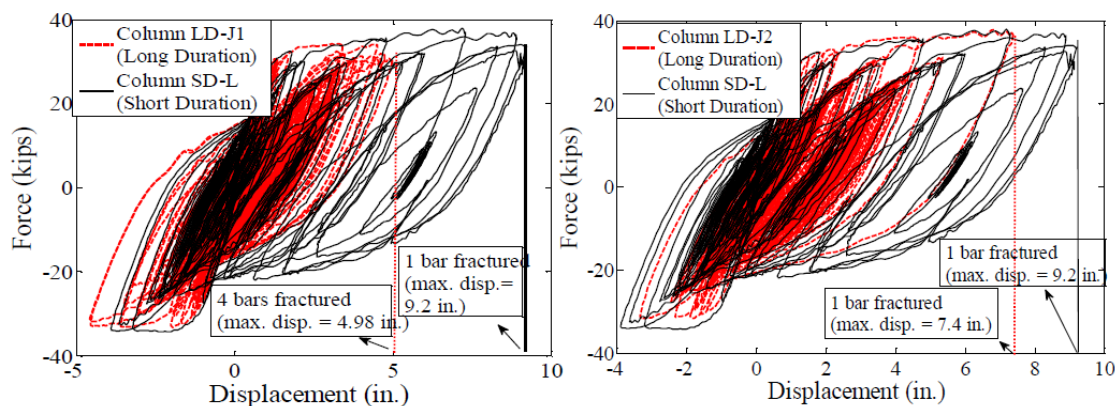 40
20
0
-20
-40
Force (kips)
Column LD-J1
(Long Duration)
Column SD-L
(Short Duration)
4 bars fractured
(max. disp. = 4.98 in.)
1 bar fractured
(max. disp.=
9.2 in.)
-5
0
5
10
Displacement (in.)
40
20
0
-20
-40
Force (kips)
Column LD-J2
(Long Duration)
Column SD-L
(Short Duration)
1 bar fractured
(max. disp. = 9.2 in.)
1 bar fractured
(max. disp. = 7.4 in.)
-4
-2
0
2
4
6
8
10
Displacement (in.)